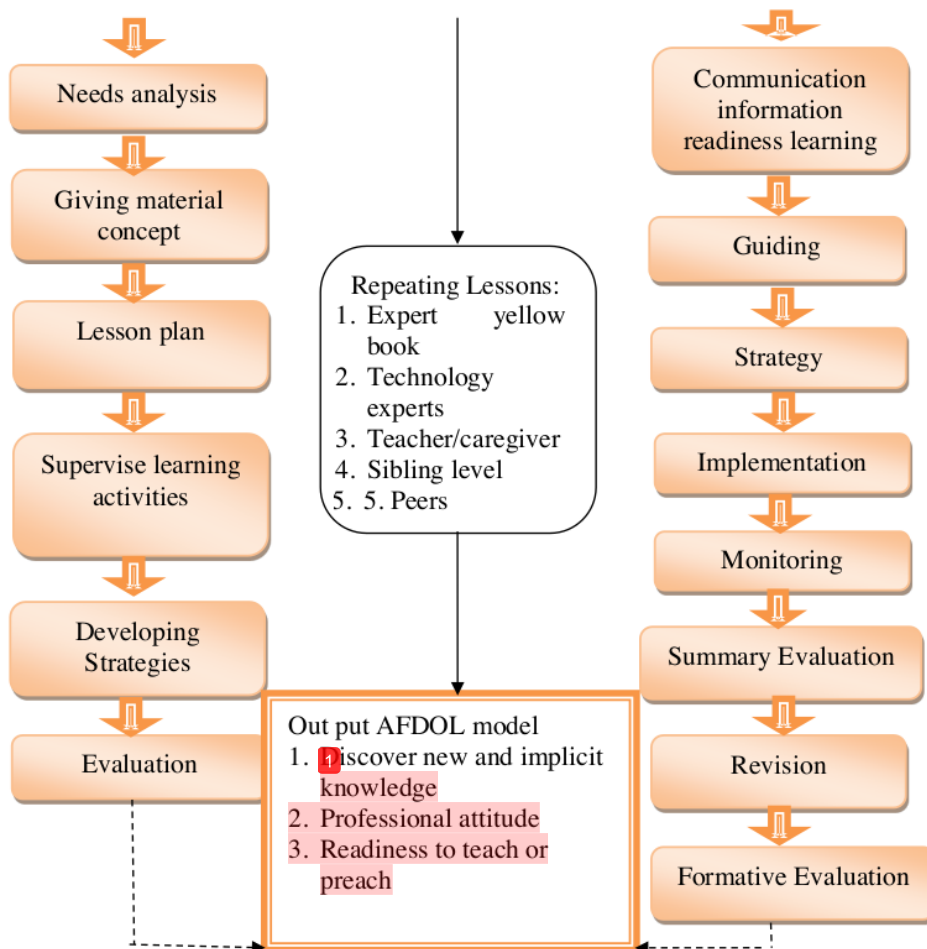 Needs analysis
Giving material
concept
Lesson plan
Supervise learning
activities
Developing
Strategies
Evaluation
Repeating Lessons:
1. Expert yellow
book
2. Technology
experts
3. Teacher/caregiver
4. Sibling level
5. 5. Peers
Out put AFDOL model
1. Discover new and implicit
knowledge
2. Professional attitude
3. Readiness to teach or
preach
1
Communication
information
readiness learning
Guiding
Strategy
Implementation
Monitoring
Summary Evaluation
Revision
Formative Evaluation